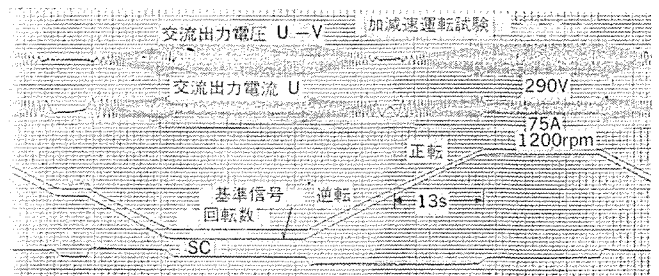 加減速運転試験
交流出力電圧 U－V
交流出力電流 U
290V
75A
1200rpm
正転
基準信号
逆転
回転数
13s
SC